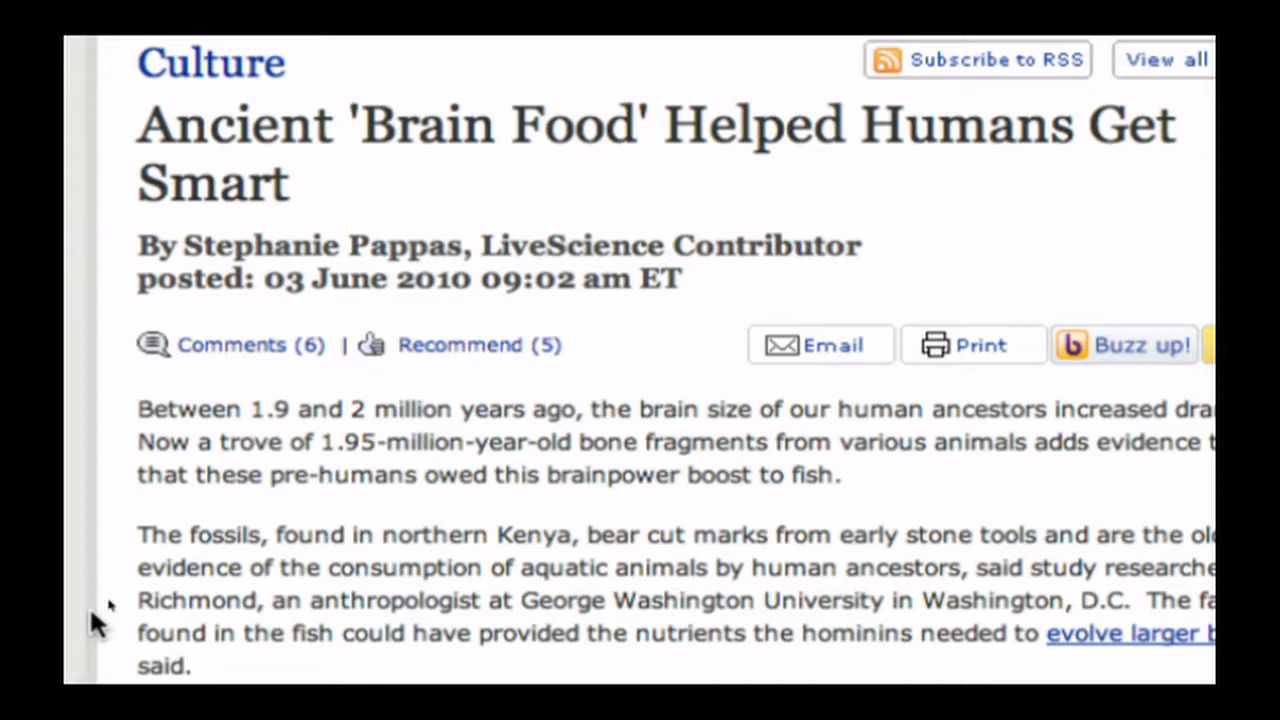 Culture
Subscribe to RSS
View all
Ancient 'Brain Food' Helped Humans Get
Smart
By Stephanie Pappas, LiveScience Contributor
posted: 03 June 2010 09:02 am ET
Comments (6) | Recommend (5)
Email
Print
Buzz up!
Between 1.9 and 2 million years ago, the brain size of our human ancestors increased
Now a trove of 1.95-million-year-old bone fragments from various animals adds evidence
that these pre-humans owed this brainpower boost to fish.
The fossils, found in northern Kenya, bear cut marks from early stone tools and are the
evidence of the consumption of aquatic animals by human ancestors, said study
Richmond, an anthropologist at George Washington University in Washington, D.C. The
found in the fish could have provided the nutrients the hominins needed to evolve larger
said.